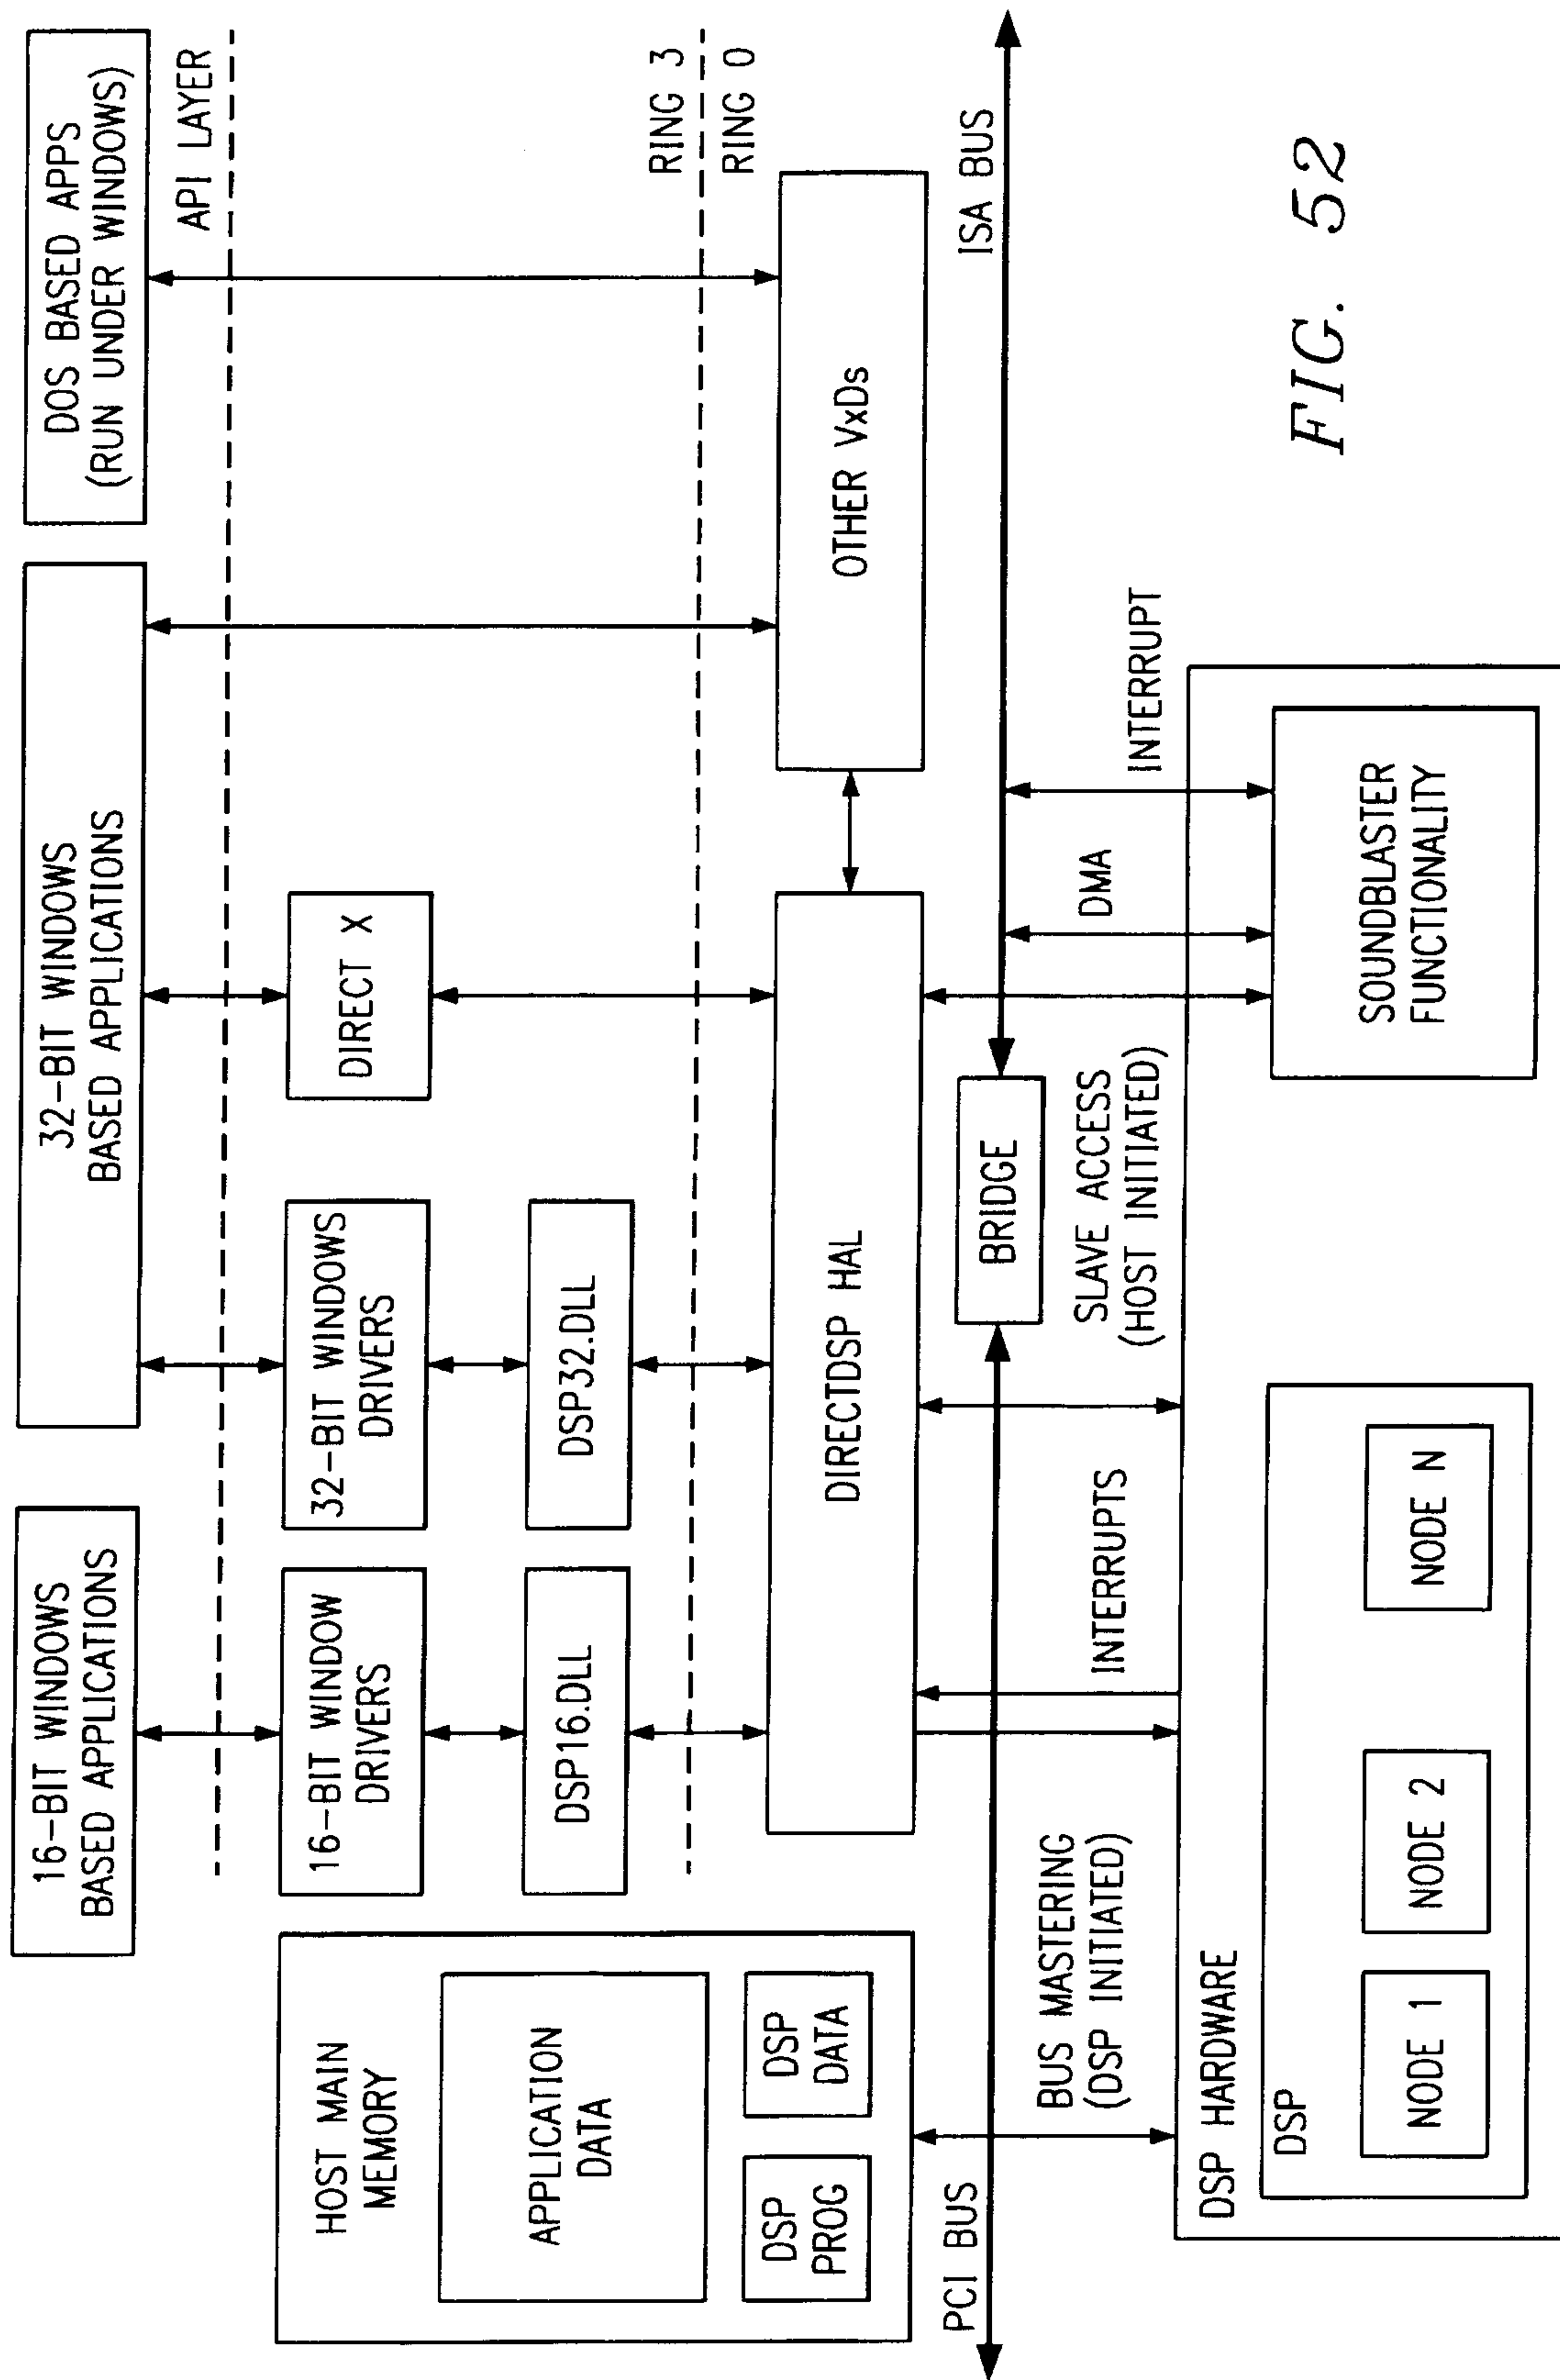 16-BIT WINDOWS
BASED APPLICATIONS
32-BIT WINDOWS
BASED APPLICATIONS
DOS BASED APPS
(RUN UNDER WINDOWS)
API LAYER
HOST MAIN
MEMORY
APPLICATION
DATA
DSP
PROG
DSP
DATA
16-BIT WINDOW
DRIVERS
32-BIT WINDOWS
DRIVERS
DIRECT X
DSP16.DLL
DSP32.DLL
RING 3
RING 0
DIRECTDSP HAL
OTHER VxDs
PCI BUS
BRIDGE
ISA BUS
BUS MASTERING
(DSP INITIATED)
INTERRUPTS
SLAVE ACCESS
(HOST INITIATED)
DMA
INTERRUPT
DSP HARDWARE
DSP
NODE 1
NODE 2
NODE N
SOUNDBLASTER
FUNCTIONALITY
FIG. 52